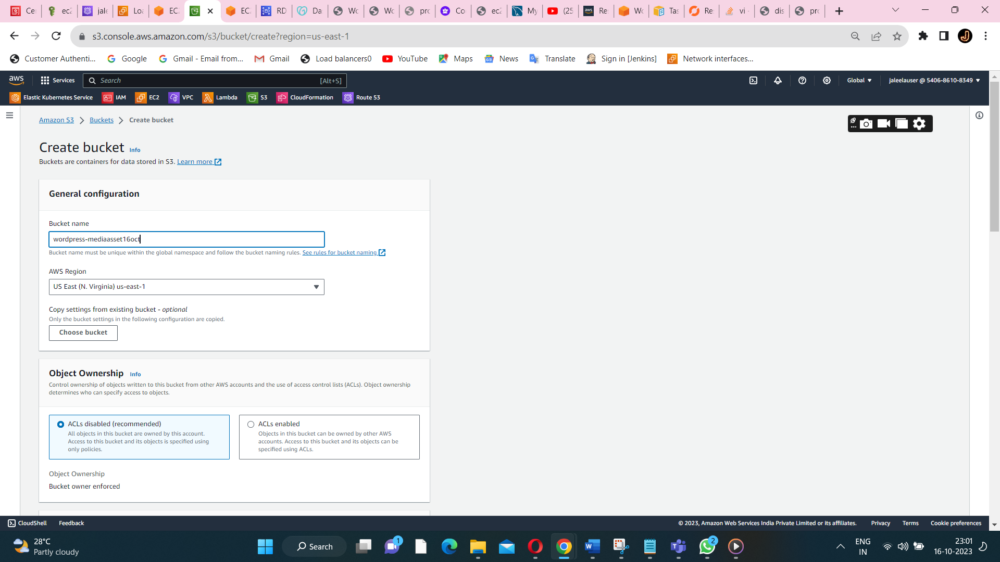 Ce
ec2
jale
Loa
EC
EC
RD
Da
Wo
Wo
pro
Co
ec2
My
(25
Re
Wo
Tas
Re
vi -
dis
pro
s3.console.aws.amazon.com/s3/bucket/create?region=us-east-1
Customer Authenti...
Google
Gmail - Email from...
Gmail
Load balancers0
YouTube
Maps
News
Translate
Sign in [Jenkins]
Network interfaces...
aws
Services
Search
[Alt+S]
Global
jaleelauser @ 5406-8610-8349
Elastic Kubernetes Service
IAM
EC2
VPC
Lambda
S3
CloudFormation
Route 53
Amazon S3
Buckets
Create bucket
Create bucket Info
Buckets are containers for data stored in S3. Learn more
General configuration
Bucket name
wordpress-mediaasset16oct
Bucket name must be unique within the global namespace and follow the bucket naming rules. See rules for bucket naming
AWS Region
US East (N. Virginia) us-east-1
Copy settings from existing bucket - optional
Only the bucket settings in the following configuration are copied.
Choose bucket
Object Ownership Info
Control ownership of objects written to this bucket from other AWS accounts and the use of access control lists (ACLs). Object ownership
determines who can specify access to objects.
ACLs disabled (recommended)
All objects in this bucket are owned by this account.
Access to this bucket and its objects is specified using
only policies.
ACLs enabled
Objects in this bucket can be owned by other AWS
accounts. Access to this bucket and its objects can be
specified using ACLs.
Object Ownership
Bucket owner enforced
CloudShell
Feedback
© 2023, Amazon Web Services India Private Limited or its affiliates.
Privacy
Terms
Cookie preferences
28°C
Partly cloudy
Search
1
2
ENG
IN
23:01
16-10-2023